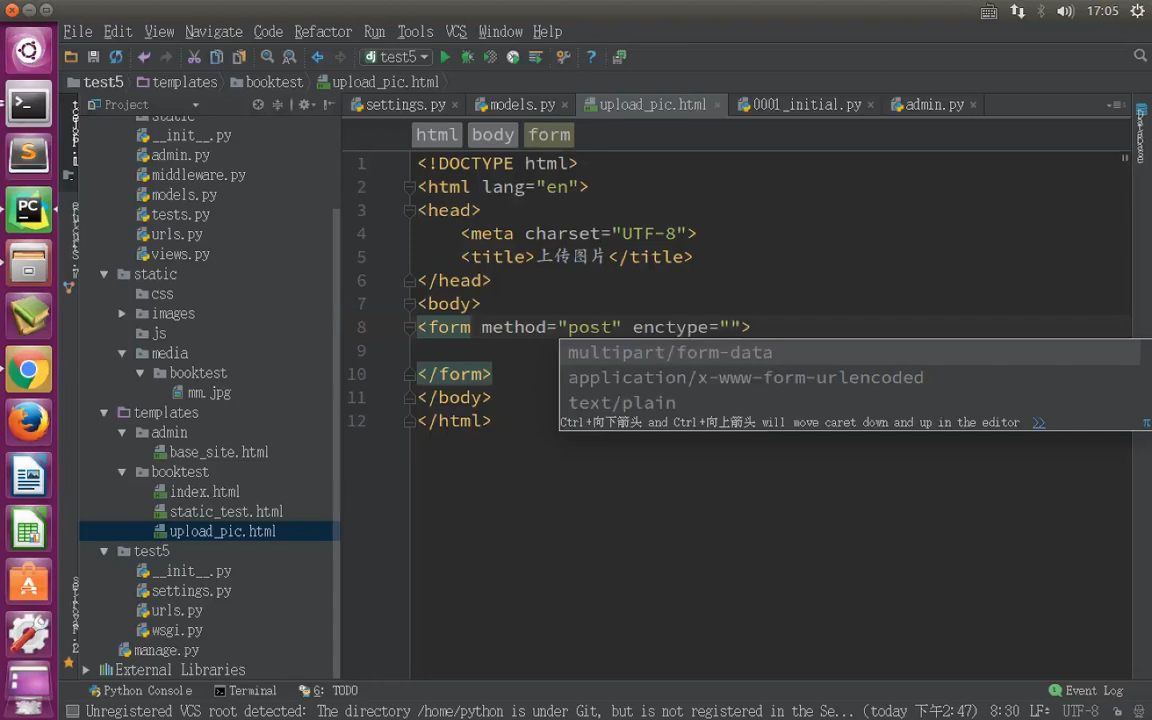 17:05
File Edit View Navigate Code Refactor Run Tools VCS Window Help
test5
test5 templates booktest upload_pic.html
Project
settings.py models.py upload_pic.html 0001_initial.py admin.py
static
__init__.py
admin.py
middleware.py
models.py
tests.py
urls.py
views.py
static
css
images
js
media
booktest
mm.jpg
templates
admin
base_site.html
booktest
index.html
static_test.html
upload_pic.html
test5
__init__.py
settings.py
urls.py
wsgi.py
manage.py
External Libraries
html body form
1 <!DOCTYPE html>
2 <html lang="en">
3 <head>
4 <meta charset="UTF-8">
5 <title>上传图片</title>
6 </head>
7 <body>
8 <form method="post" enctype="">
9
10 </form>
11 </body>
12 </html>
multipart/form-data
application/x-www-form-urlencoded
text/plain
Ctrl+向下箭头 and Ctrl+向上箭头 will move caret down and up in the editor >>
π
Python Console Terminal 6: TODO Event Log
Unregistered VCS root detected: The directory /home/python is under Git, but is not registered in the Se... (today 下午2:47) 8:30 LF÷ UTF-8÷